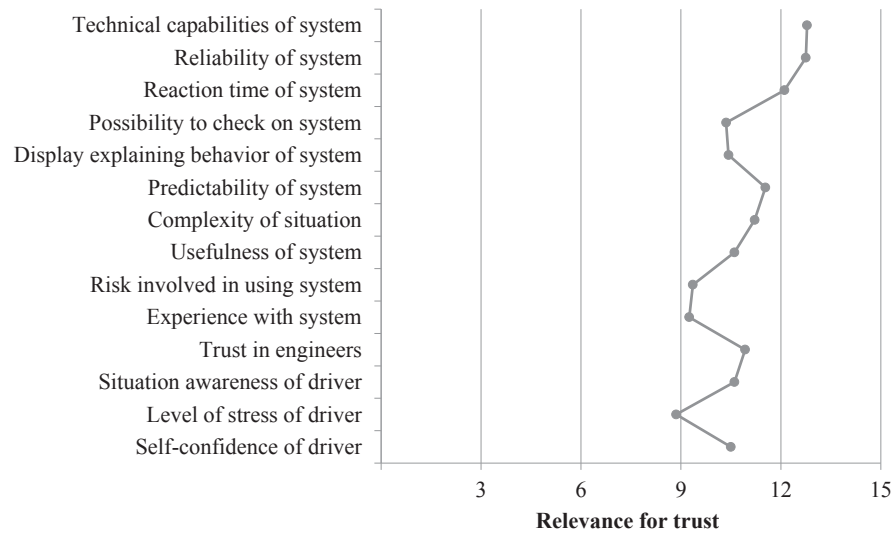 Technical capabilities of system
Reliability of system
Reaction time of system
Possibility to check on system
Display explaining behavior of system
Predictability of system
Complexity of situation
Usefulness of system
Risk involved in using system
Experience with system
Trust in engineers
Situation awareness of driver
Level of stress of driver
Self-confidence of driver
3 6 9 12 15
Relevance for trust